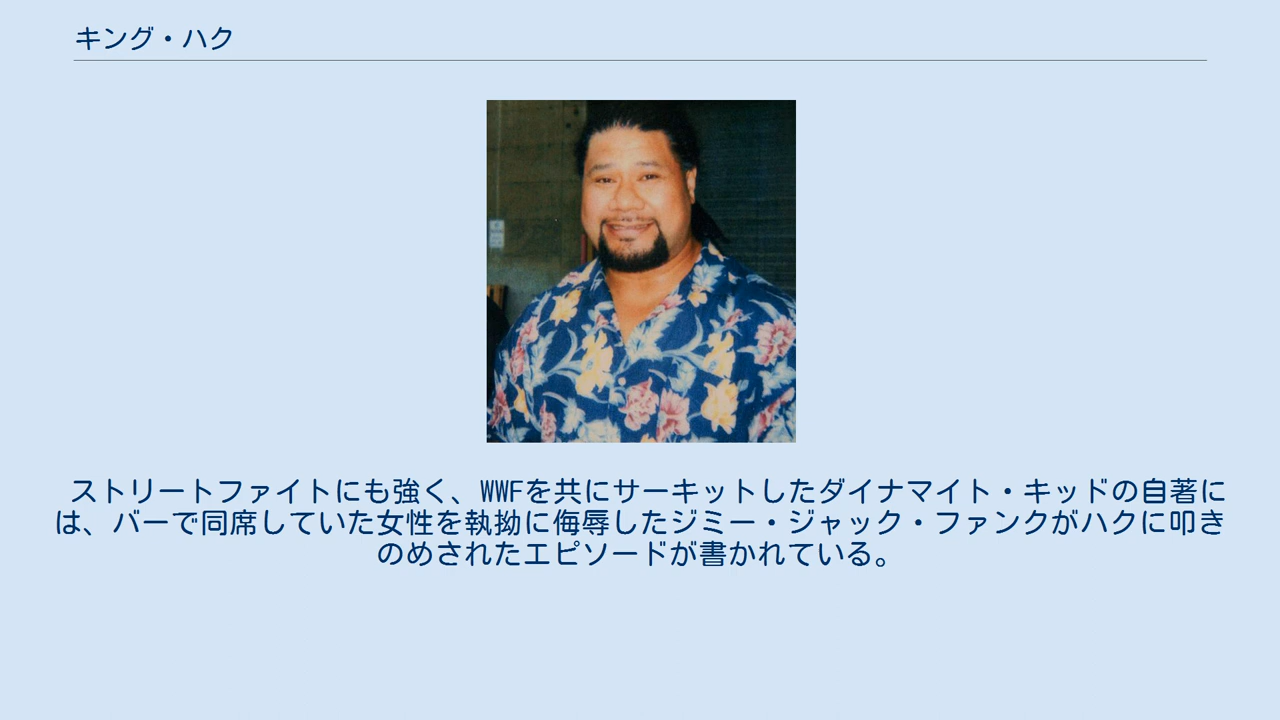 キング・ハク
ストリートファイトにも強く、WWFを共にサーキットしたダイナマイト・キッドの自著に
は、バーで同席していた女性を執拗に侮辱したジミー・ジャック・ファンクがハクに叩き
のめされたエピソードが書かれている。